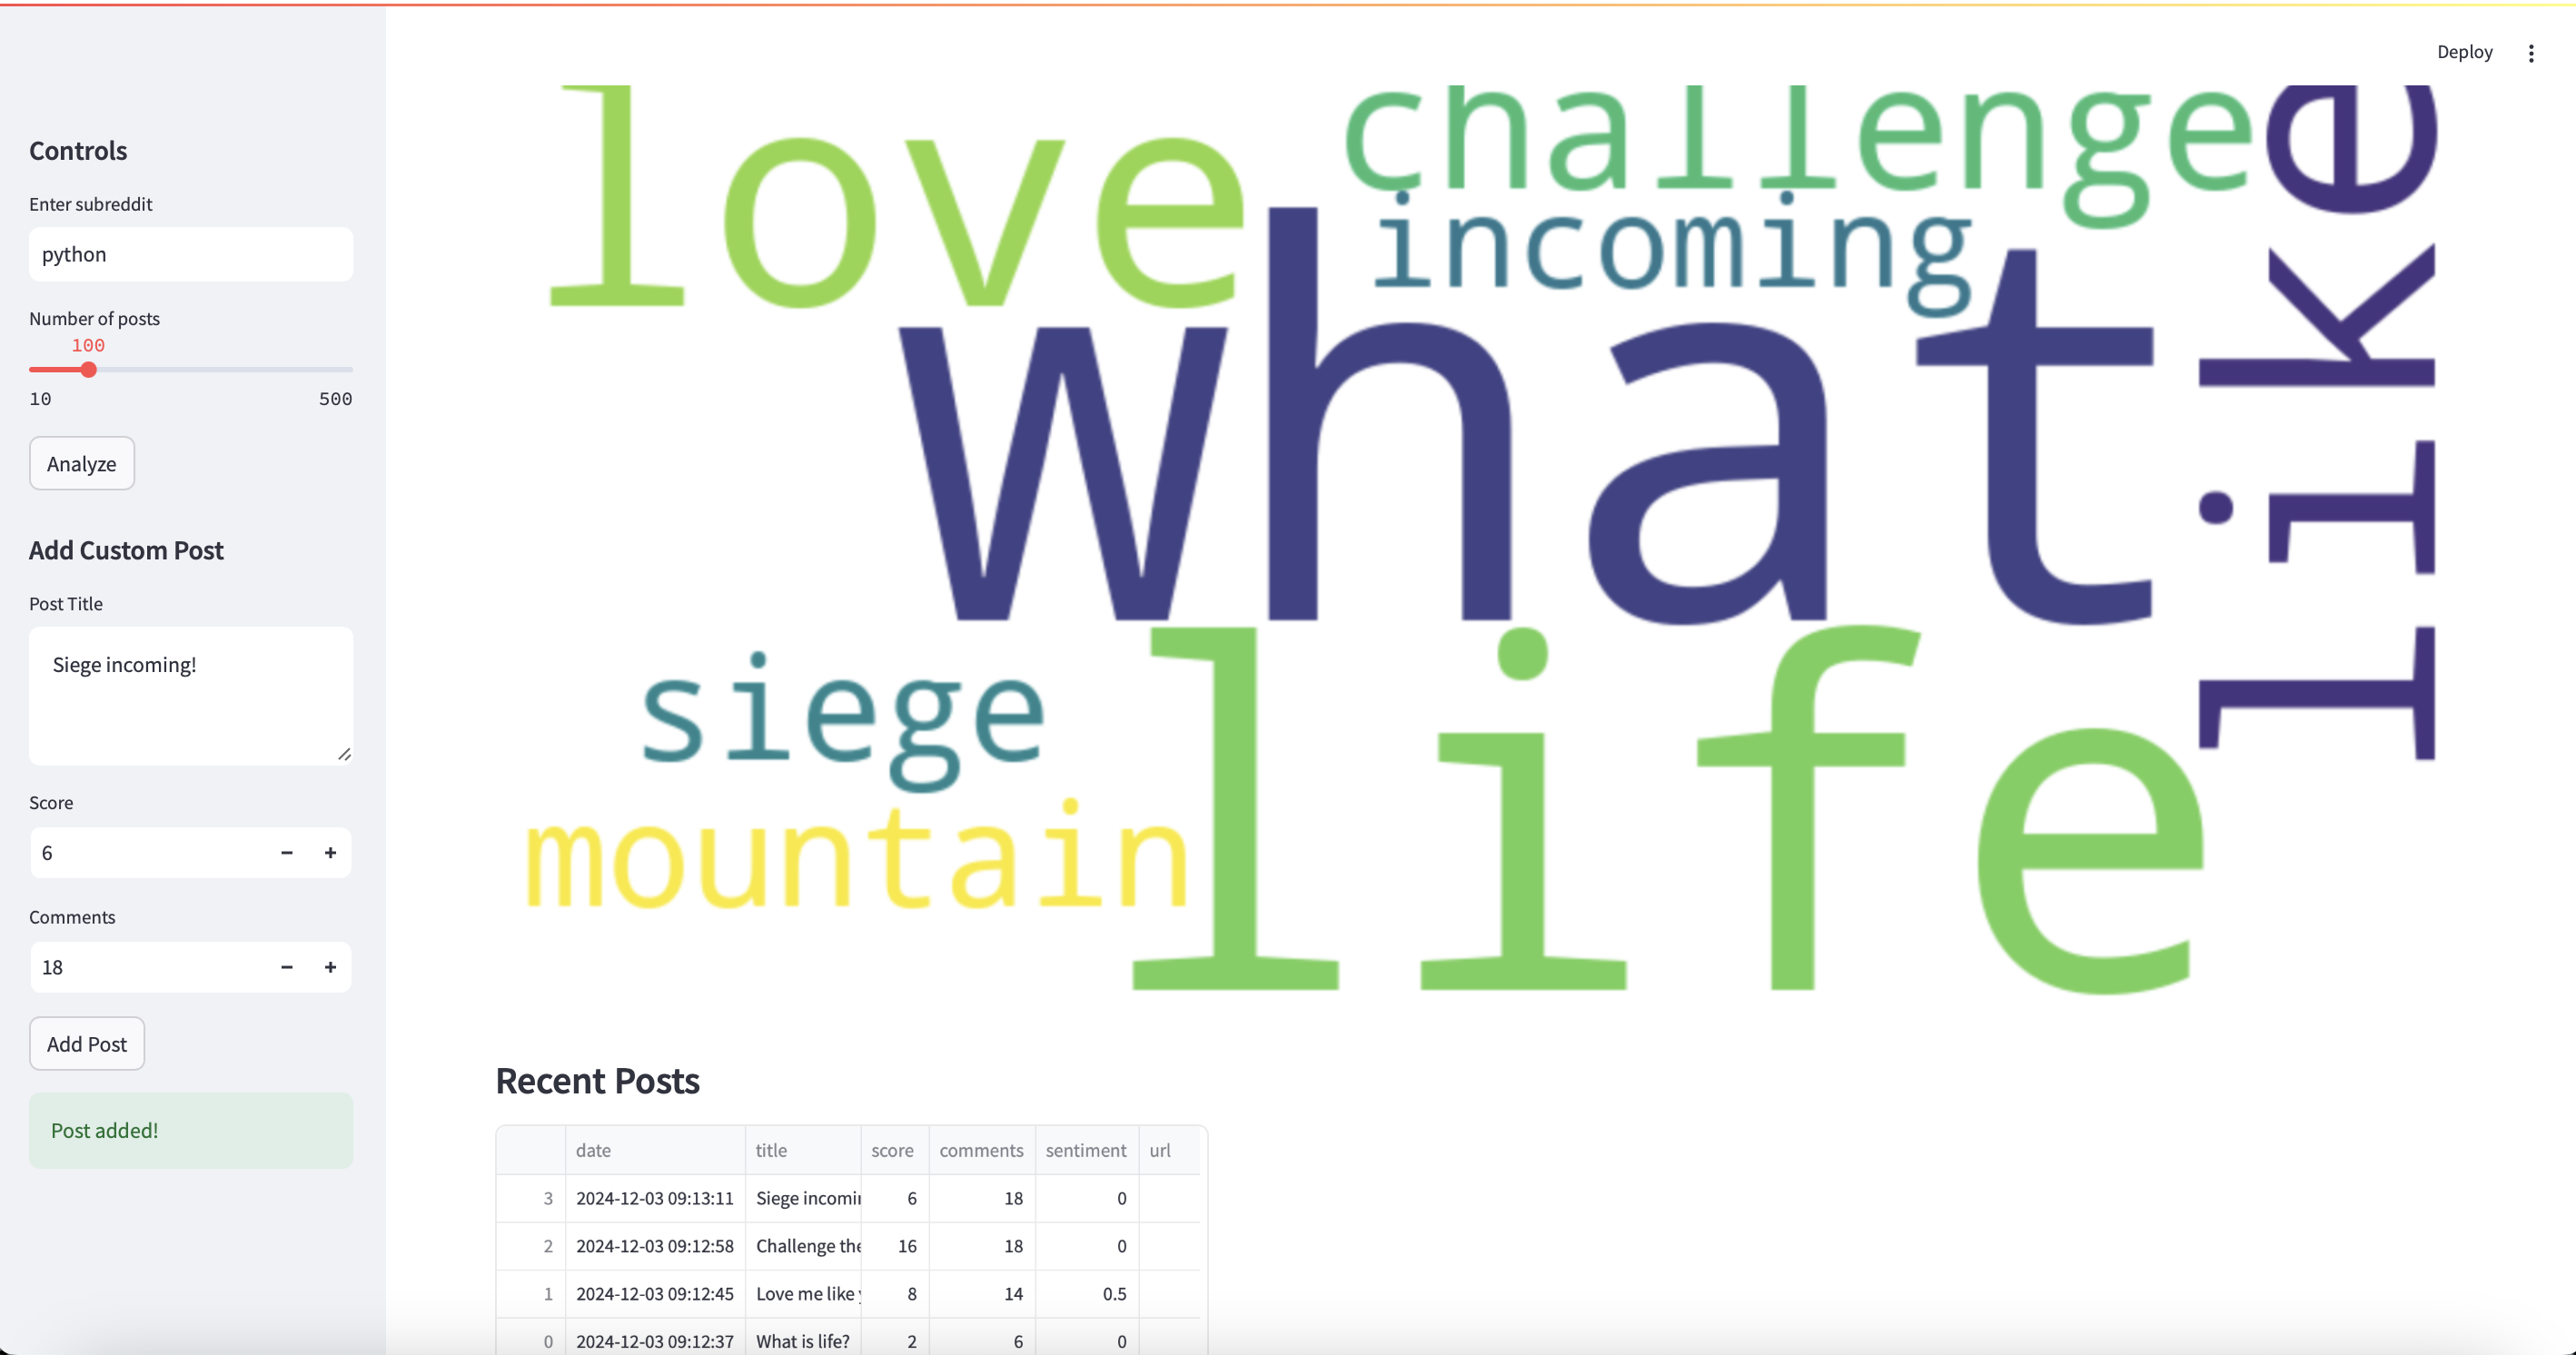 Deploy
Controls
Enter subreddit
python
Number of posts
100
10 500
Analyze
Add Custom Post
Post Title
Siege incoming!
Score
6
Comments
18
Add Post
Post added!
love
challenge
incoming
what
like
siege
mountain
life
Recent Posts
date title score comments sentiment url
3 2024-12-03 09:13:11 Siege incomin 6 18 0
2 2024-12-03 09:12:58 Challenge the 16 18 0
1 2024-12-03 09:12:45 Love me like 8 14 0.5
0 2024-12-03 09:12:37 What is life? 2 6 0